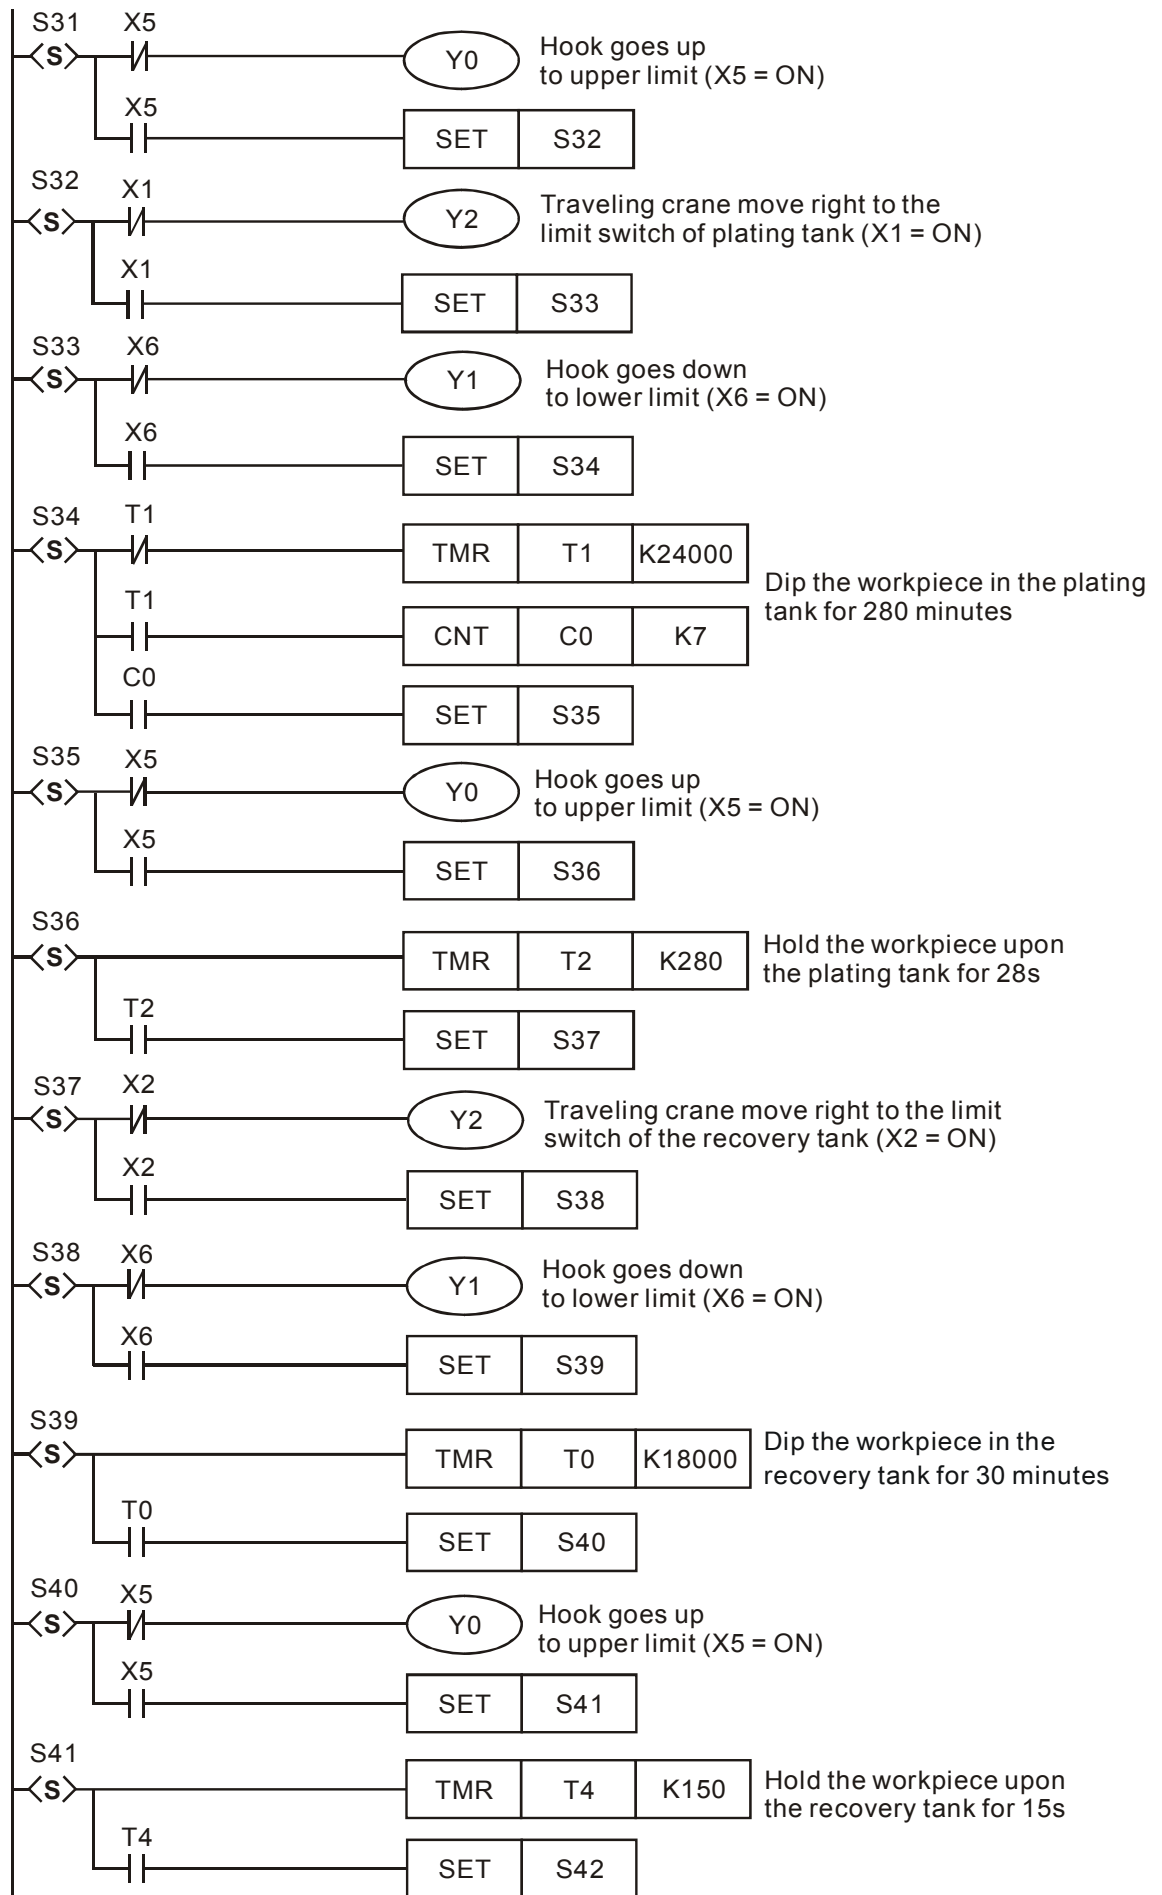 S31 X5
S Y0 Hook goes up
to upper limit (X5 = ON)
X5
SET S32
S32 X1
S Y2 Traveling crane move right to the
limit switch of plating tank (X1 = ON)
X1
SET S33
S33 X6
S Y1 Hook goes down
to lower limit (X6 = ON)
X6
SET S34
S34 T1
S TMR T1 K24000
Dip the workpiece in the plating
tank for 280 minutes
T1
CNT C0 K7
C0
SET S35
S35 X5
S Y0 Hook goes up
to upper limit (X5 = ON)
X5
SET S36
S36
S TMR T2 K280 Hold the workpiece upon
the plating tank for 28s
T2
SET S37
S37 X2
S Y2 Traveling crane move right to the limit
switch of the recovery tank (X2 = ON)
X2
SET S38
S38 X6
S Y1 Hook goes down
to lower limit (X6 = ON)
X6
SET S39
S39
S TMR T0 K18000 Dip the workpiece in the
recovery tank for 30 minutes
T0
SET S40
S40 X5
S Y0 Hook goes up
to upper limit (X5 = ON)
X5
SET S41
S41
S TMR T4 K150 Hold the workpiece upon
the recovery tank for 15s
T4
SET S42